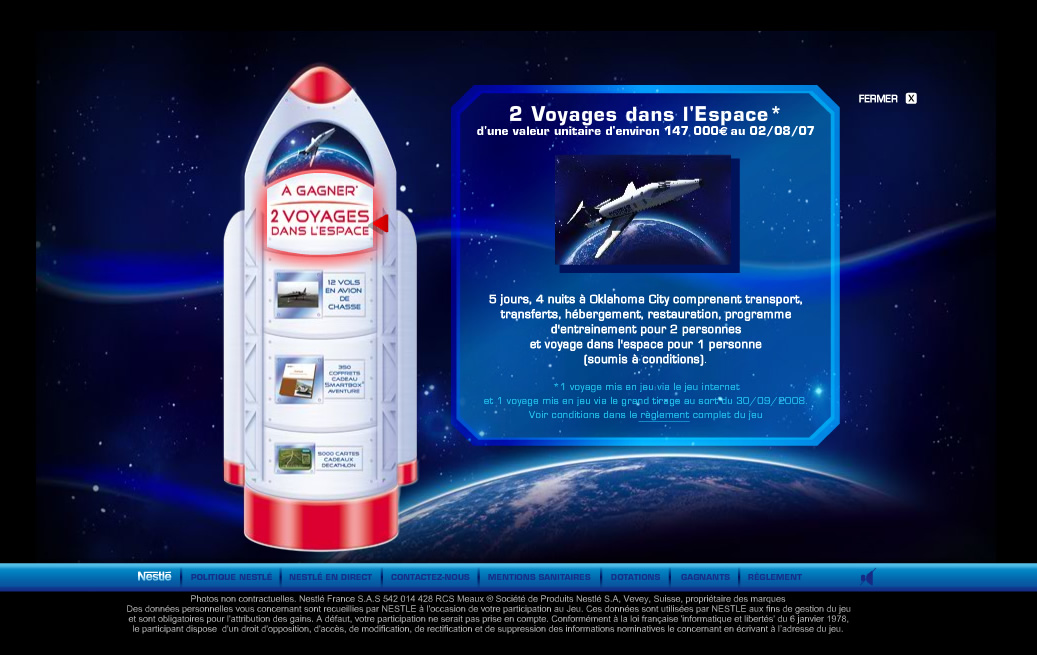 FERMER X
2 Voyages dans l'Espace*
d'une valeur unitaire d'environ 147 000€ au 02/08/07
À GAGNER*
2 VOYAGES
DANS L'ESPACE
12 VOLS
EN AVION
DE
CHASSE
350
COFFRETS
CADEAU
SMARTBOX
AVENTURE
5000 CARTES
CADEAUX
DECATHLON
5 jours, 4 nuits à Oklahoma City comprenant transport,
transferts, hébergement, restauration, programme
d'entrainement pour 2 personnes
et voyage dans l'espace pour 1 personne
(soumis à conditions).
*1 voyage mis en jeu via le jeu internet
et 1 voyage mis en jeu via le grand tirage au sort du 30/09/2008.
Voir conditions dans le règlement complet du jeu
Nestlé POLITIQUE NESTLÉ NESTLÉ EN DIRECT CONTACTEZ-NOUS MENTIONS SANITAIRES DOTATIONS GAGNANTS RÈGLEMENT
Photos non contractuelles. Nestlé France S.A.S 542 014 428 RCS Meaux ® Société de Produits Nestlé S.A, Vevey, Suisse, propriétaire des marques
Des données personnelles vous concernant sont recueillies par NESTLE à l'occasion de votre participation au Jeu. Ces données sont utilisées par NESTLE aux fins de gestion du jeu
et sont obligatoires pour l'attribution des gains. A défaut, votre participation ne serait pas prise en compte. Conformément à la loi française 'informatique et libertés' du 6 janvier 1978,
le participant dispose d'un droit d'opposition, d'accès, de modification, de rectification et de suppression des informations nominatives le concernant en écrivant à l'adresse du jeu.